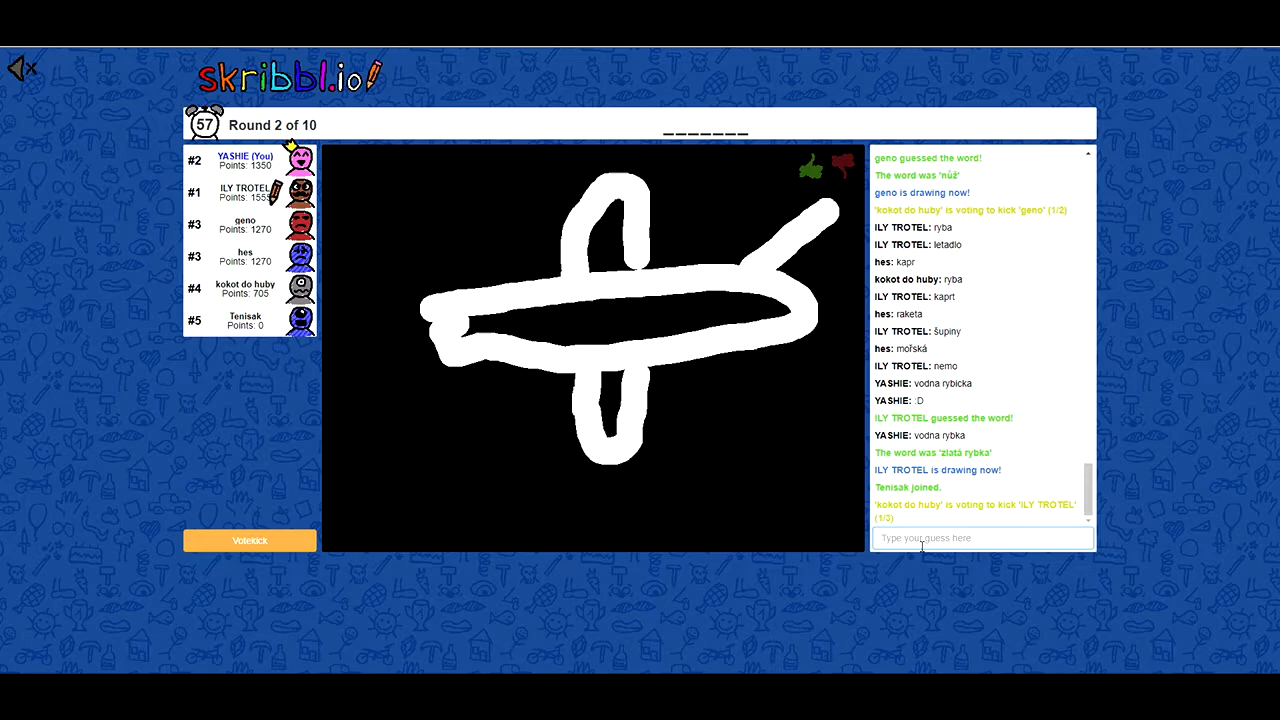 skribbl.io
57
Round 2 of 10
_______
#2
YASHIE (You)
Points: 1350
#1
ILY TROTEL
Points: 1555
#3
geno
Points: 1270
#3
hes
Points: 1270
#4
kokot do huby
Points: 705
#5
Tenisak
Points: 0
Votekick
geno guessed the word!
The word was 'nůž'
geno is drawing now!
'kokot do huby' is voting to kick 'geno' (1/2)
ILY TROTEL: ryba
ILY TROTEL: letadlo
hes: kapr
kokot do huby: ryba
ILY TROTEL: kaprt
hes: raketa
ILY TROTEL: šupiny
hes: mořská
ILY TROTEL: nemo
YASHIE: vodna rybicka
YASHIE: :D
ILY TROTEL guessed the word!
YASHIE: vodna rybka
The word was 'zlatá rybka'
ILY TROTEL is drawing now!
Tenisak joined.
'kokot do huby' is voting to kick 'ILY TROTEL'
(1/3)
Type your guess here